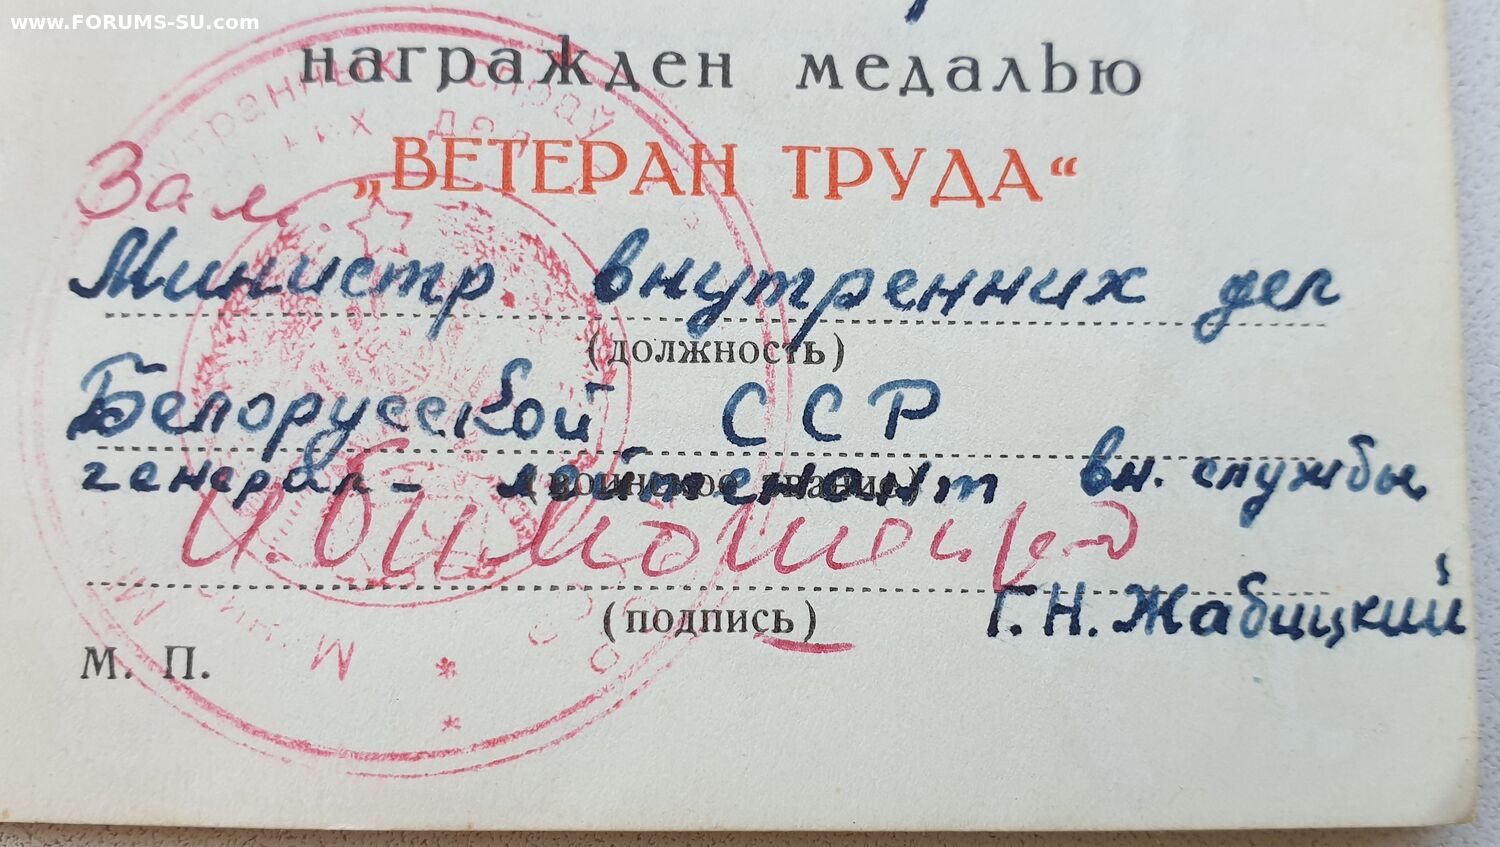 www.FORUMS-SU.com
награжден медалью
„ВЕТЕРАН ТРУДА“
Зам.
Министр внутренних дел
(должность)
Белорусской ССР
генерал-лейтенант вн. службы
(воинское звание)
(подпись)
Г.Н. Жабицкий
М. П.